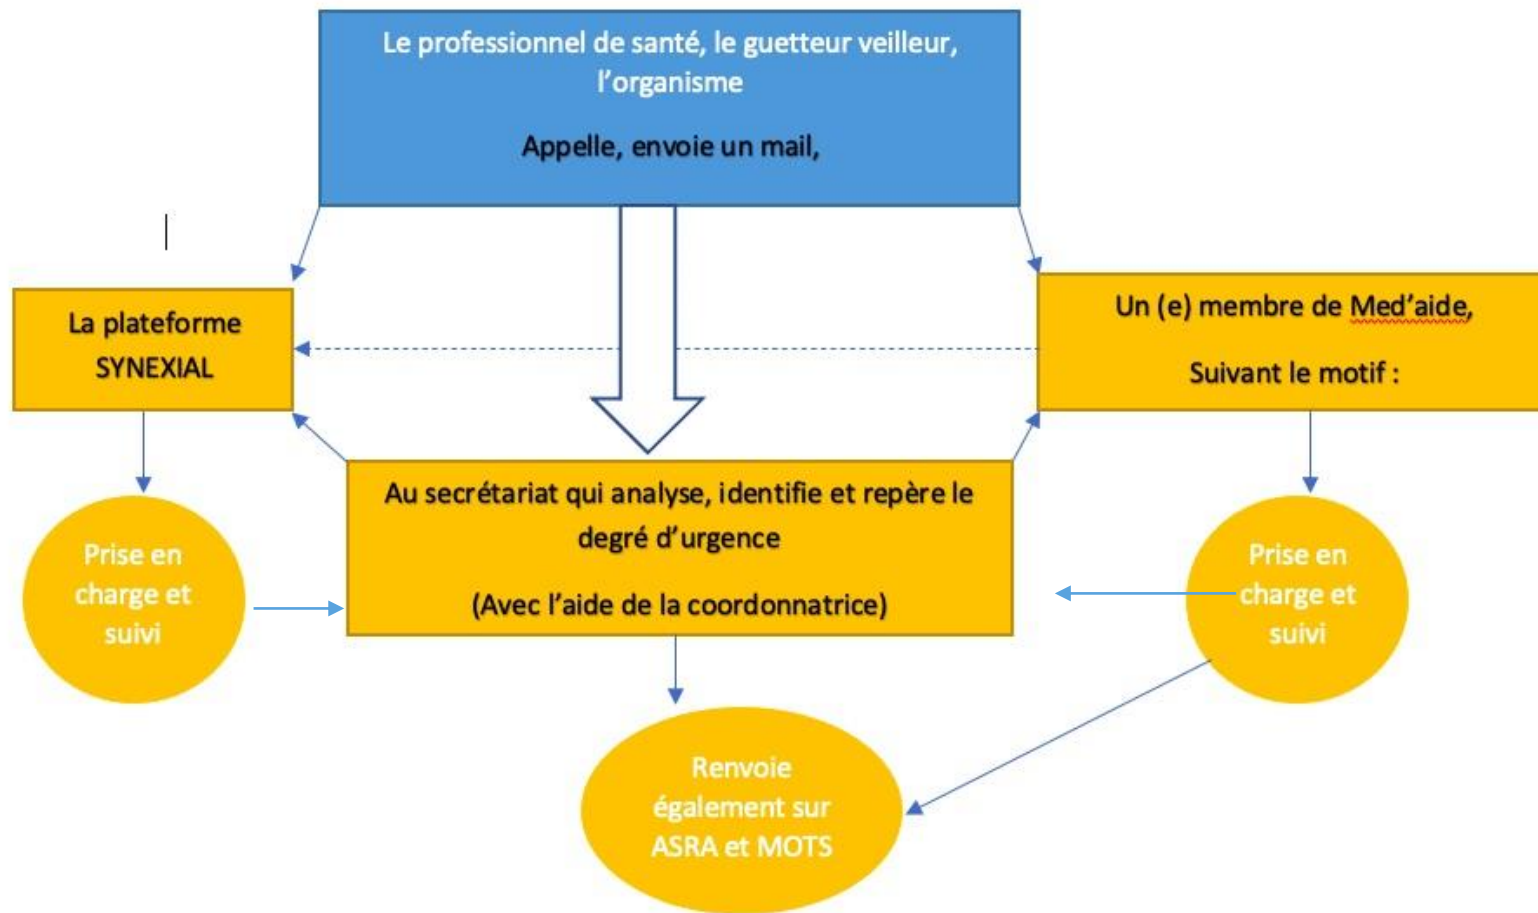 Le professionnel de santé, le guetteur veilleur,
l'organisme
Appelle, envoie un mail,
La plateforme
SYNEXIAL
Un (e) membre de Med'aide,
Suivant le motif :
Au secrétariat qui analyse, identifie et repère le
degré d'urgence
(Avec l'aide de la coordonnatrice)
Prise en
charge et
suivi
Prise en
charge et
suivi
Renvoie
également sur
ASRA et MOTS